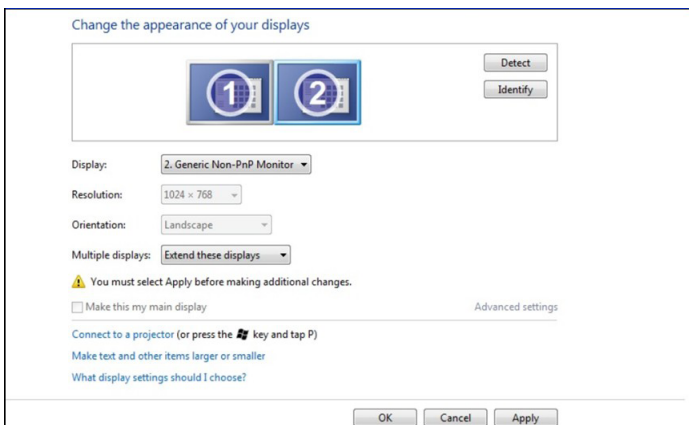 Change the appearance of your displays
1
2
Detect
Identify
Display: 2. Generic Non-PnP Monitor
Resolution: 1024 × 768
Orientation: Landscape
Multiple displays: Extend these displays
You must select Apply before making additional changes.
Make this my main display
Advanced settings
Connect to a projector (or press the key and tap P)
Make text and other items larger or smaller
What display settings should I choose?
OK
Cancel
Apply